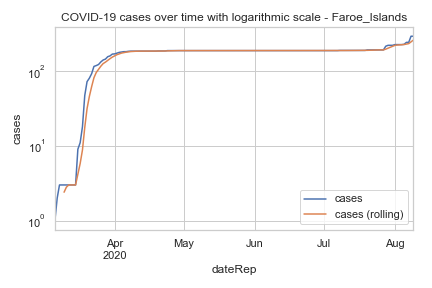 COVID-19 cases over time with logarithmic scale - Faroe_Islands
cases
10²
10¹
10⁰
Apr
2020
May
Jun
Jul
Aug
dateRep
cases
cases (rolling)